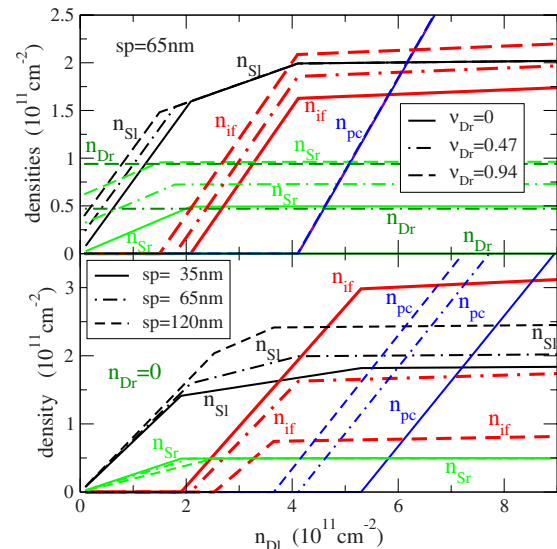 sp=65nm
densities (10^11 cm^-2)
2.5
2
1.5
1
0.5
0
n_Sl
n_Sl
n_if
n_if
n_pc
n_Dr
n_Sr
n_Sr
n_Dr
ν_Dr=0
ν_Dr=0.47
ν_Dr=0.94
sp= 35nm
sp= 65nm
sp=120nm
density (10^11 cm^-2)
3
2
1
0
n_Dr=0
n_if
n_pc
n_pc
n_Sl
n_Sl
n_pc
n_if
n_Sr
n_Sr
0 2 4 6 8
n_Dl (10^11 cm^-2)